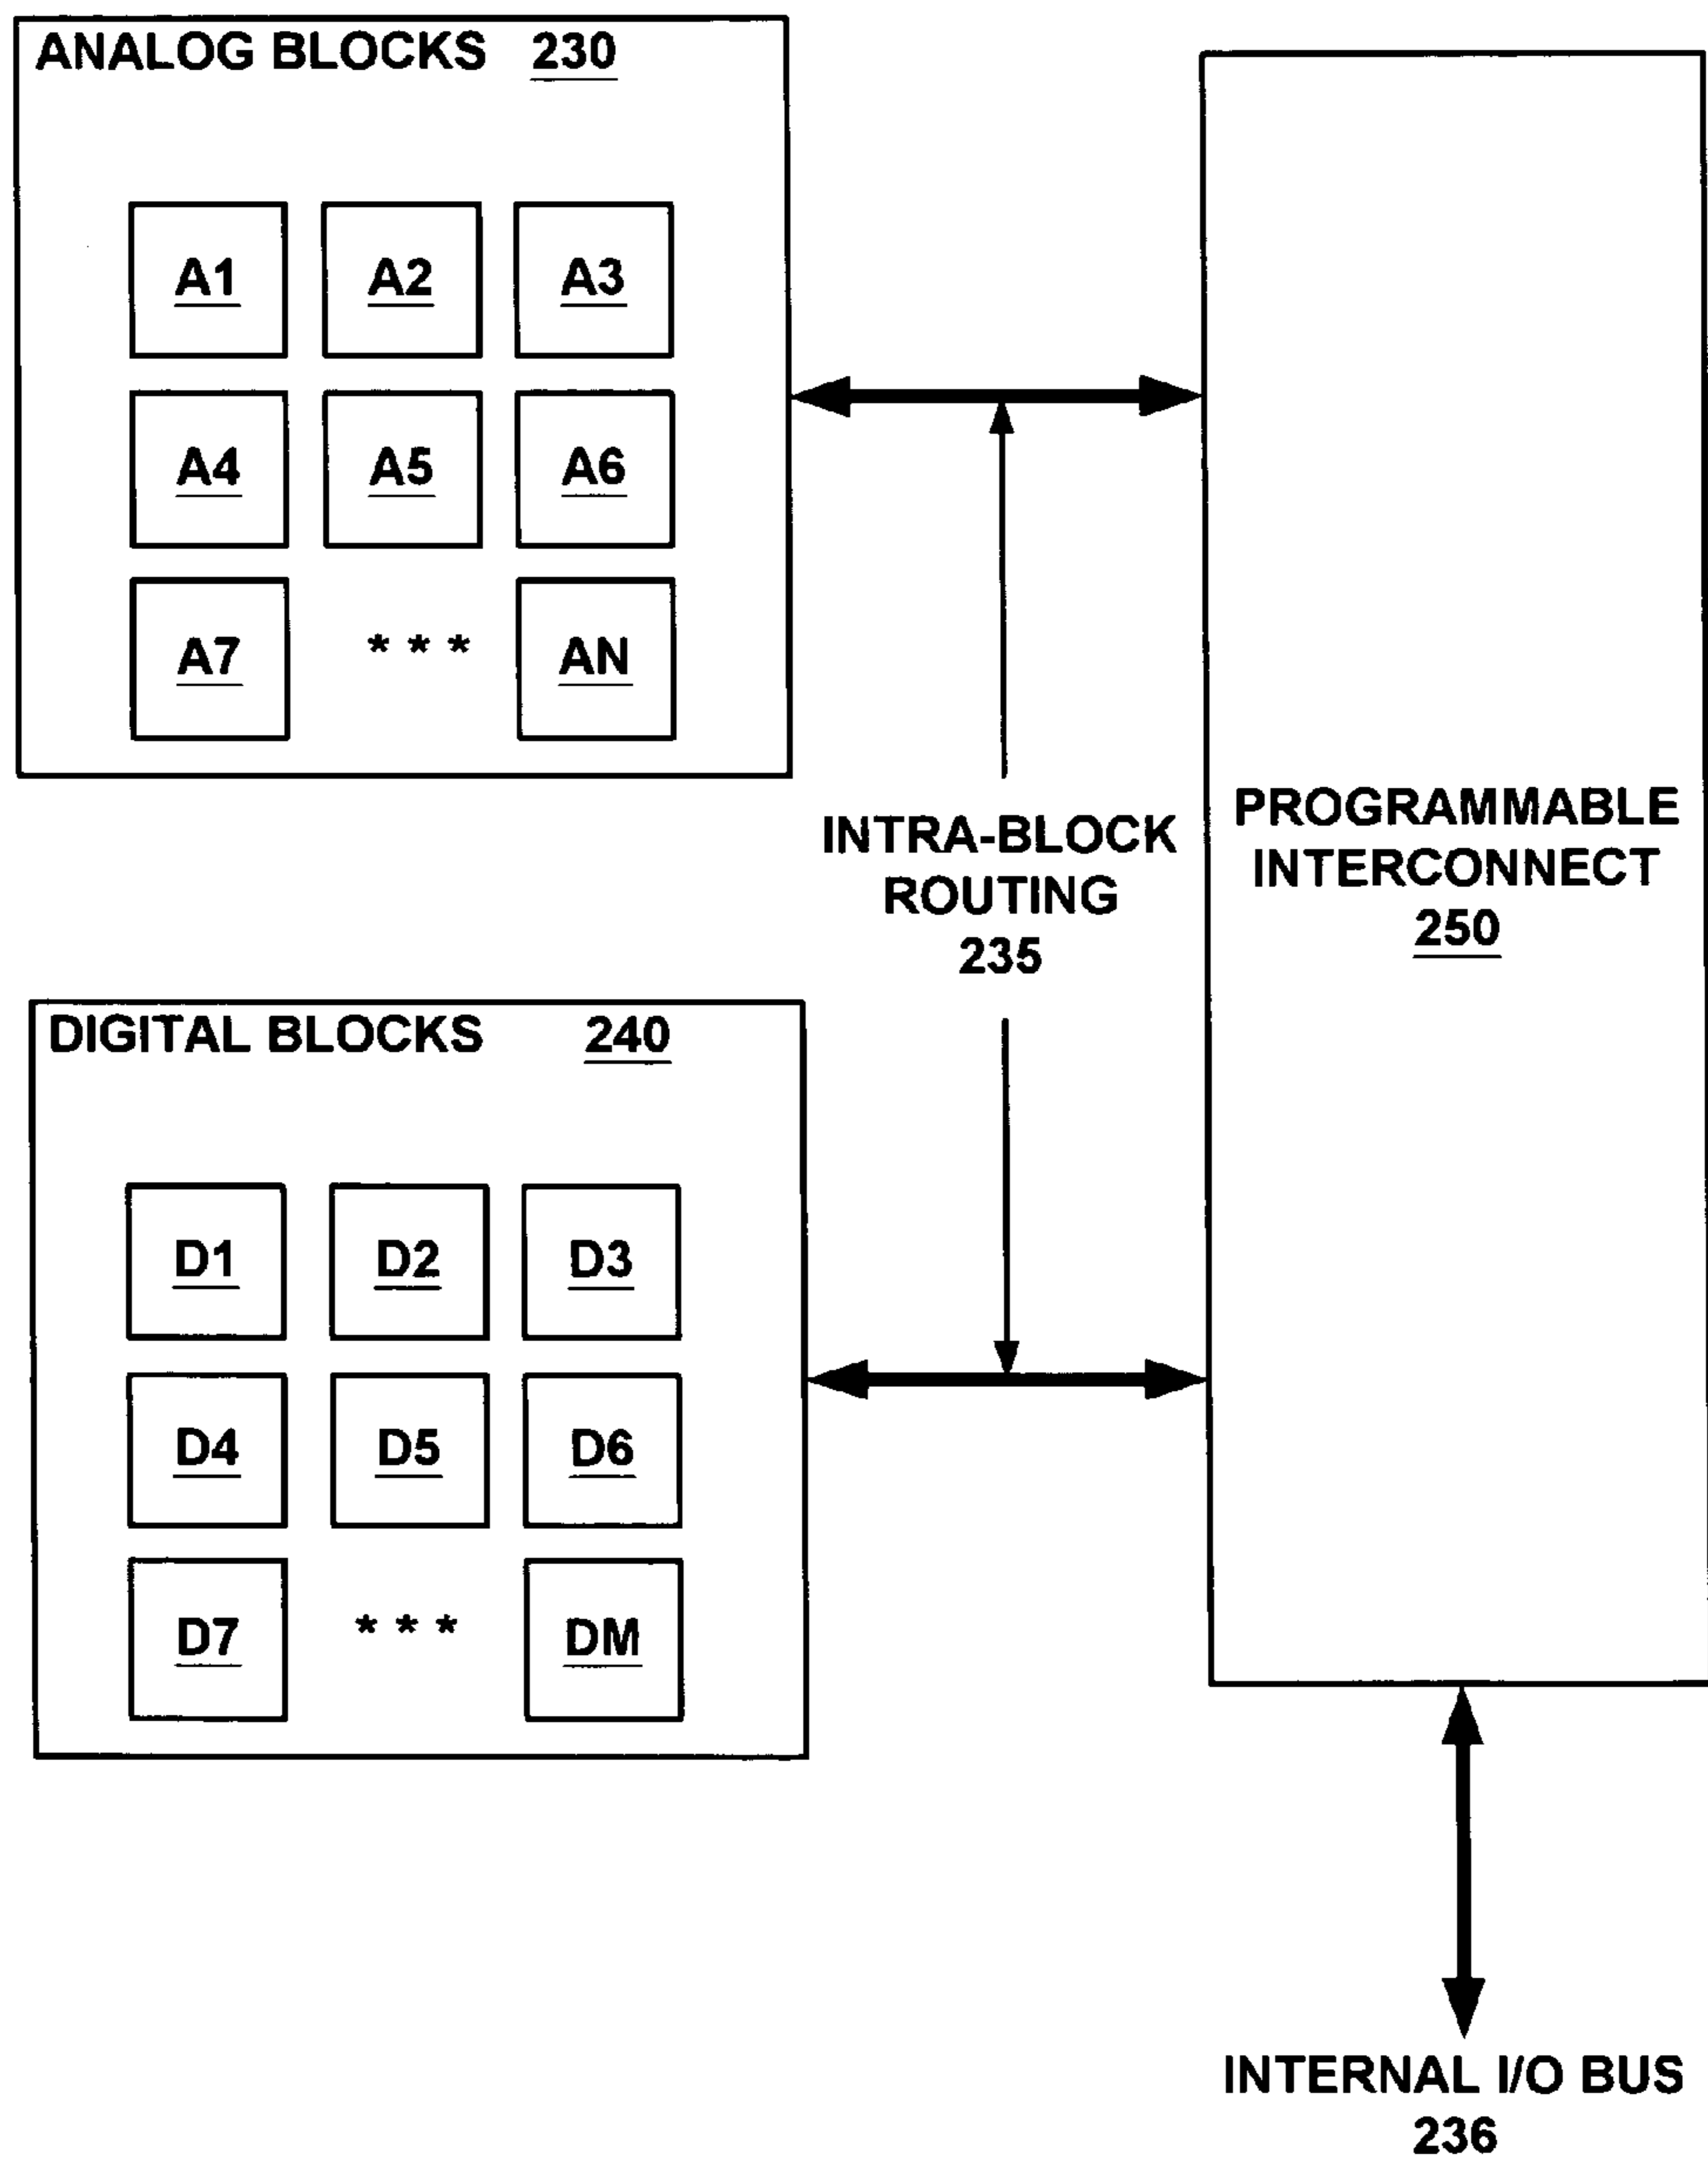 ANALOG BLOCKS 230
A1 A2 A3
A4 A5 A6
A7 * * * AN
INTRA-BLOCK
ROUTING
235
PROGRAMMABLE
INTERCONNECT
250
DIGITAL BLOCKS 240
D1 D2 D3
D4 D5 D6
D7 * * * DM
INTERNAL I/O BUS
236